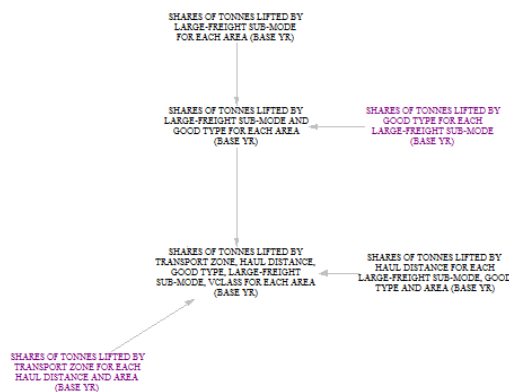 SHARES OF TONNES LIFTED BY
LARGE-FREIGHT SUB-MODE
FOR EACH AREA (BASE YR)
SHARES OF TONNES LIFTED BY
LARGE-FREIGHT SUB-MODE AND
GOOD TYPE FOR EACH AREA
(BASE YR)
SHARES OF TONNES LIFTED BY
GOOD TYPE FOR EACH
LARGE-FREIGHT SUB-MODE
(BASE YR)
SHARES OF TONNES LIFTED BY
TRANSPORT ZONE, HAUL DISTANCE,
GOOD TYPE, LARGE-FREIGHT
SUB-MODE, VCLASS FOR EACH AREA
(BASE YR)
SHARES OF TONNES LIFTED BY
HAUL DISTANCE FOR EACH
LARGE-FREIGHT SUB-MODE, GOOD
TYPE AND AREA (BASE YR)
SHARES OF TONNES LIFTED BY
TRANSPORT ZONE FOR EACH
HAUL DISTANCE AND AREA
(BASE YR)